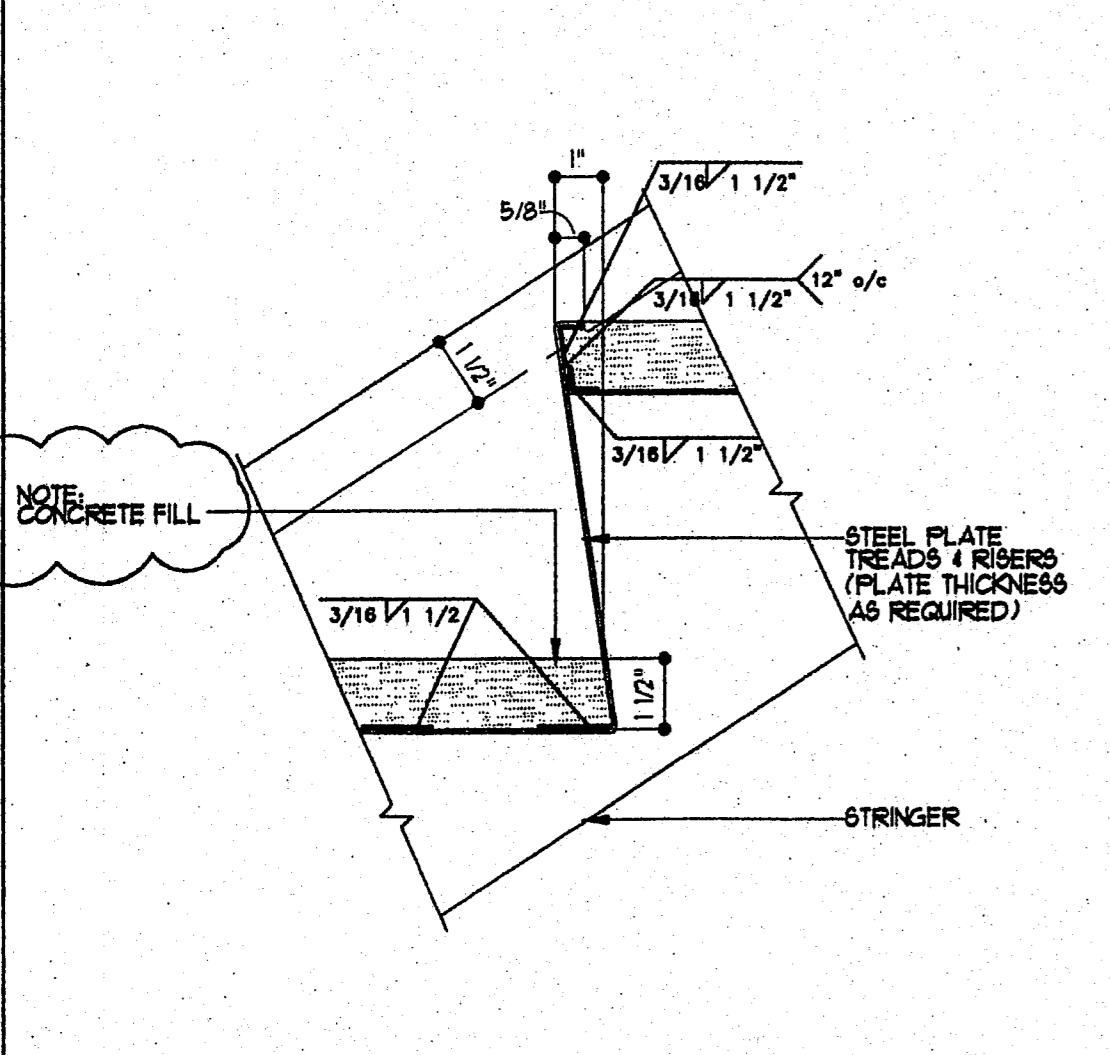 1"
3/16 1 1/2"
5/8"
12" o/c
3/16 1 1/2"
1 1/2"
3/16 1 1/2"
NOTE:
CONCRETE FILL
STEEL PLATE
TREADS & RISERS
(PLATE THICKNESS
AS REQUIRED)
3/16 1 1/2
1 1/2"
STRINGER